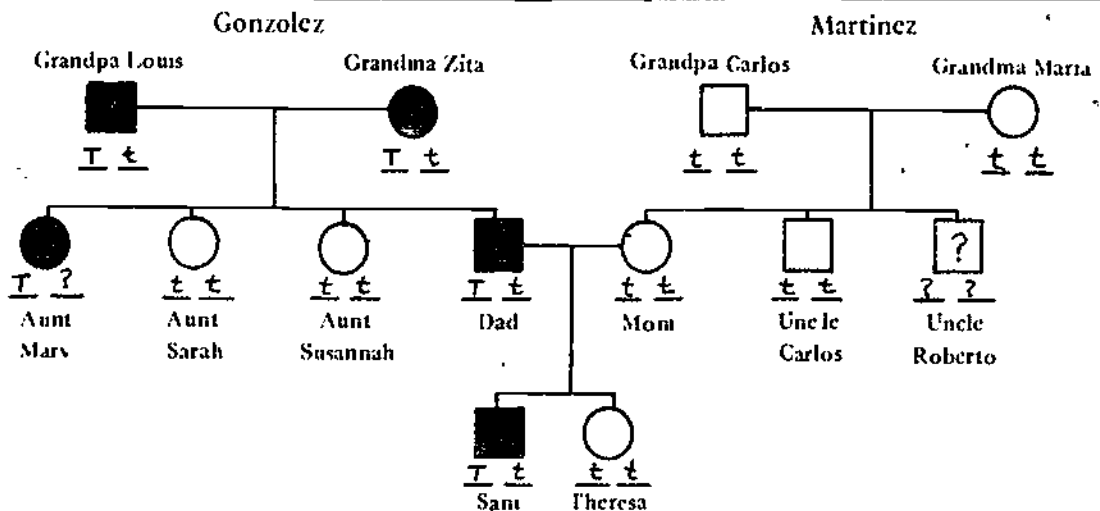 Gonzolez Martinez
Grandpa Louis Grandma Zita Grandpa Carlos Grandma Maria
T t T t t t t t
?
T ? t t t t T t t t t t ? ?
Aunt Aunt Aunt Dad Mom Uncle Uncle
Mary Sarah Susannah Carlos Roberto
T t t t
Sam Theresa